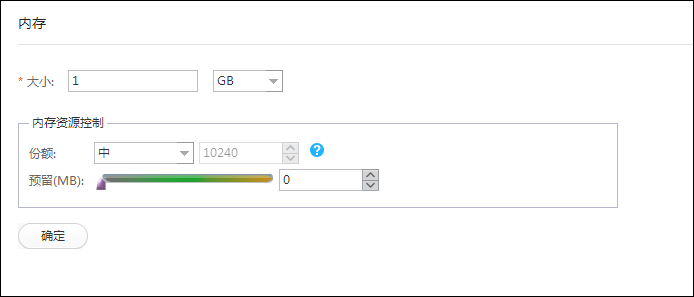 内存
* 大小: 1 GB
内存资源控制
份额: 中 10240 ?
预留(MB): 0
确定